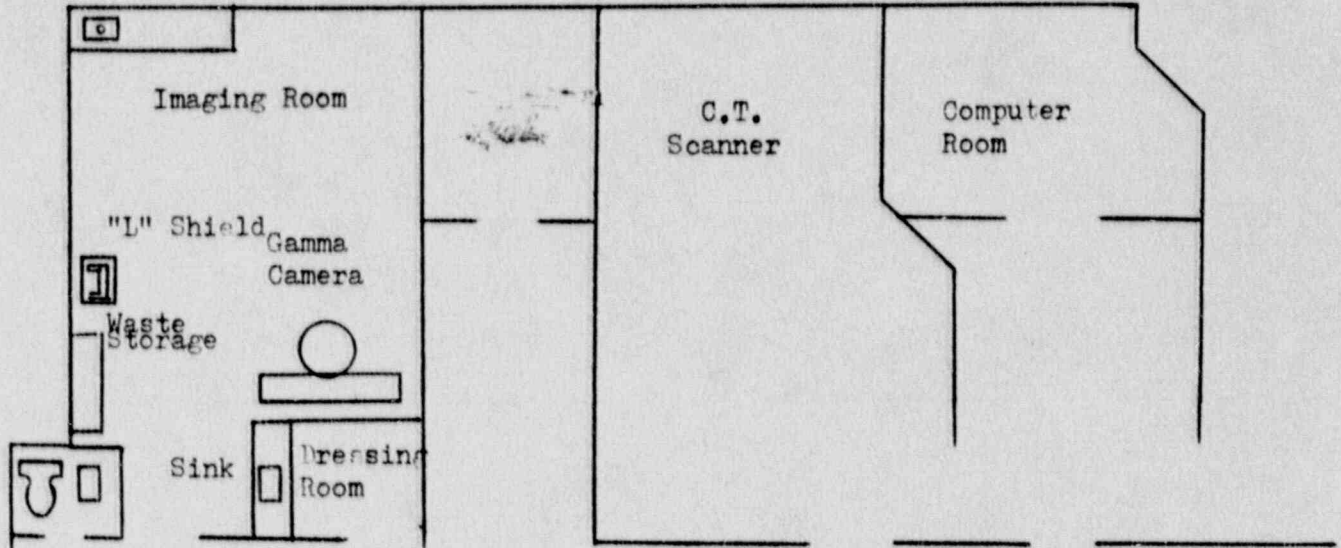 Imaging Room
"L" Shield
Gamma
Camera
Waste
Storage
Sink
Dressing
Room
C.T.
Scanner
Computer
Room